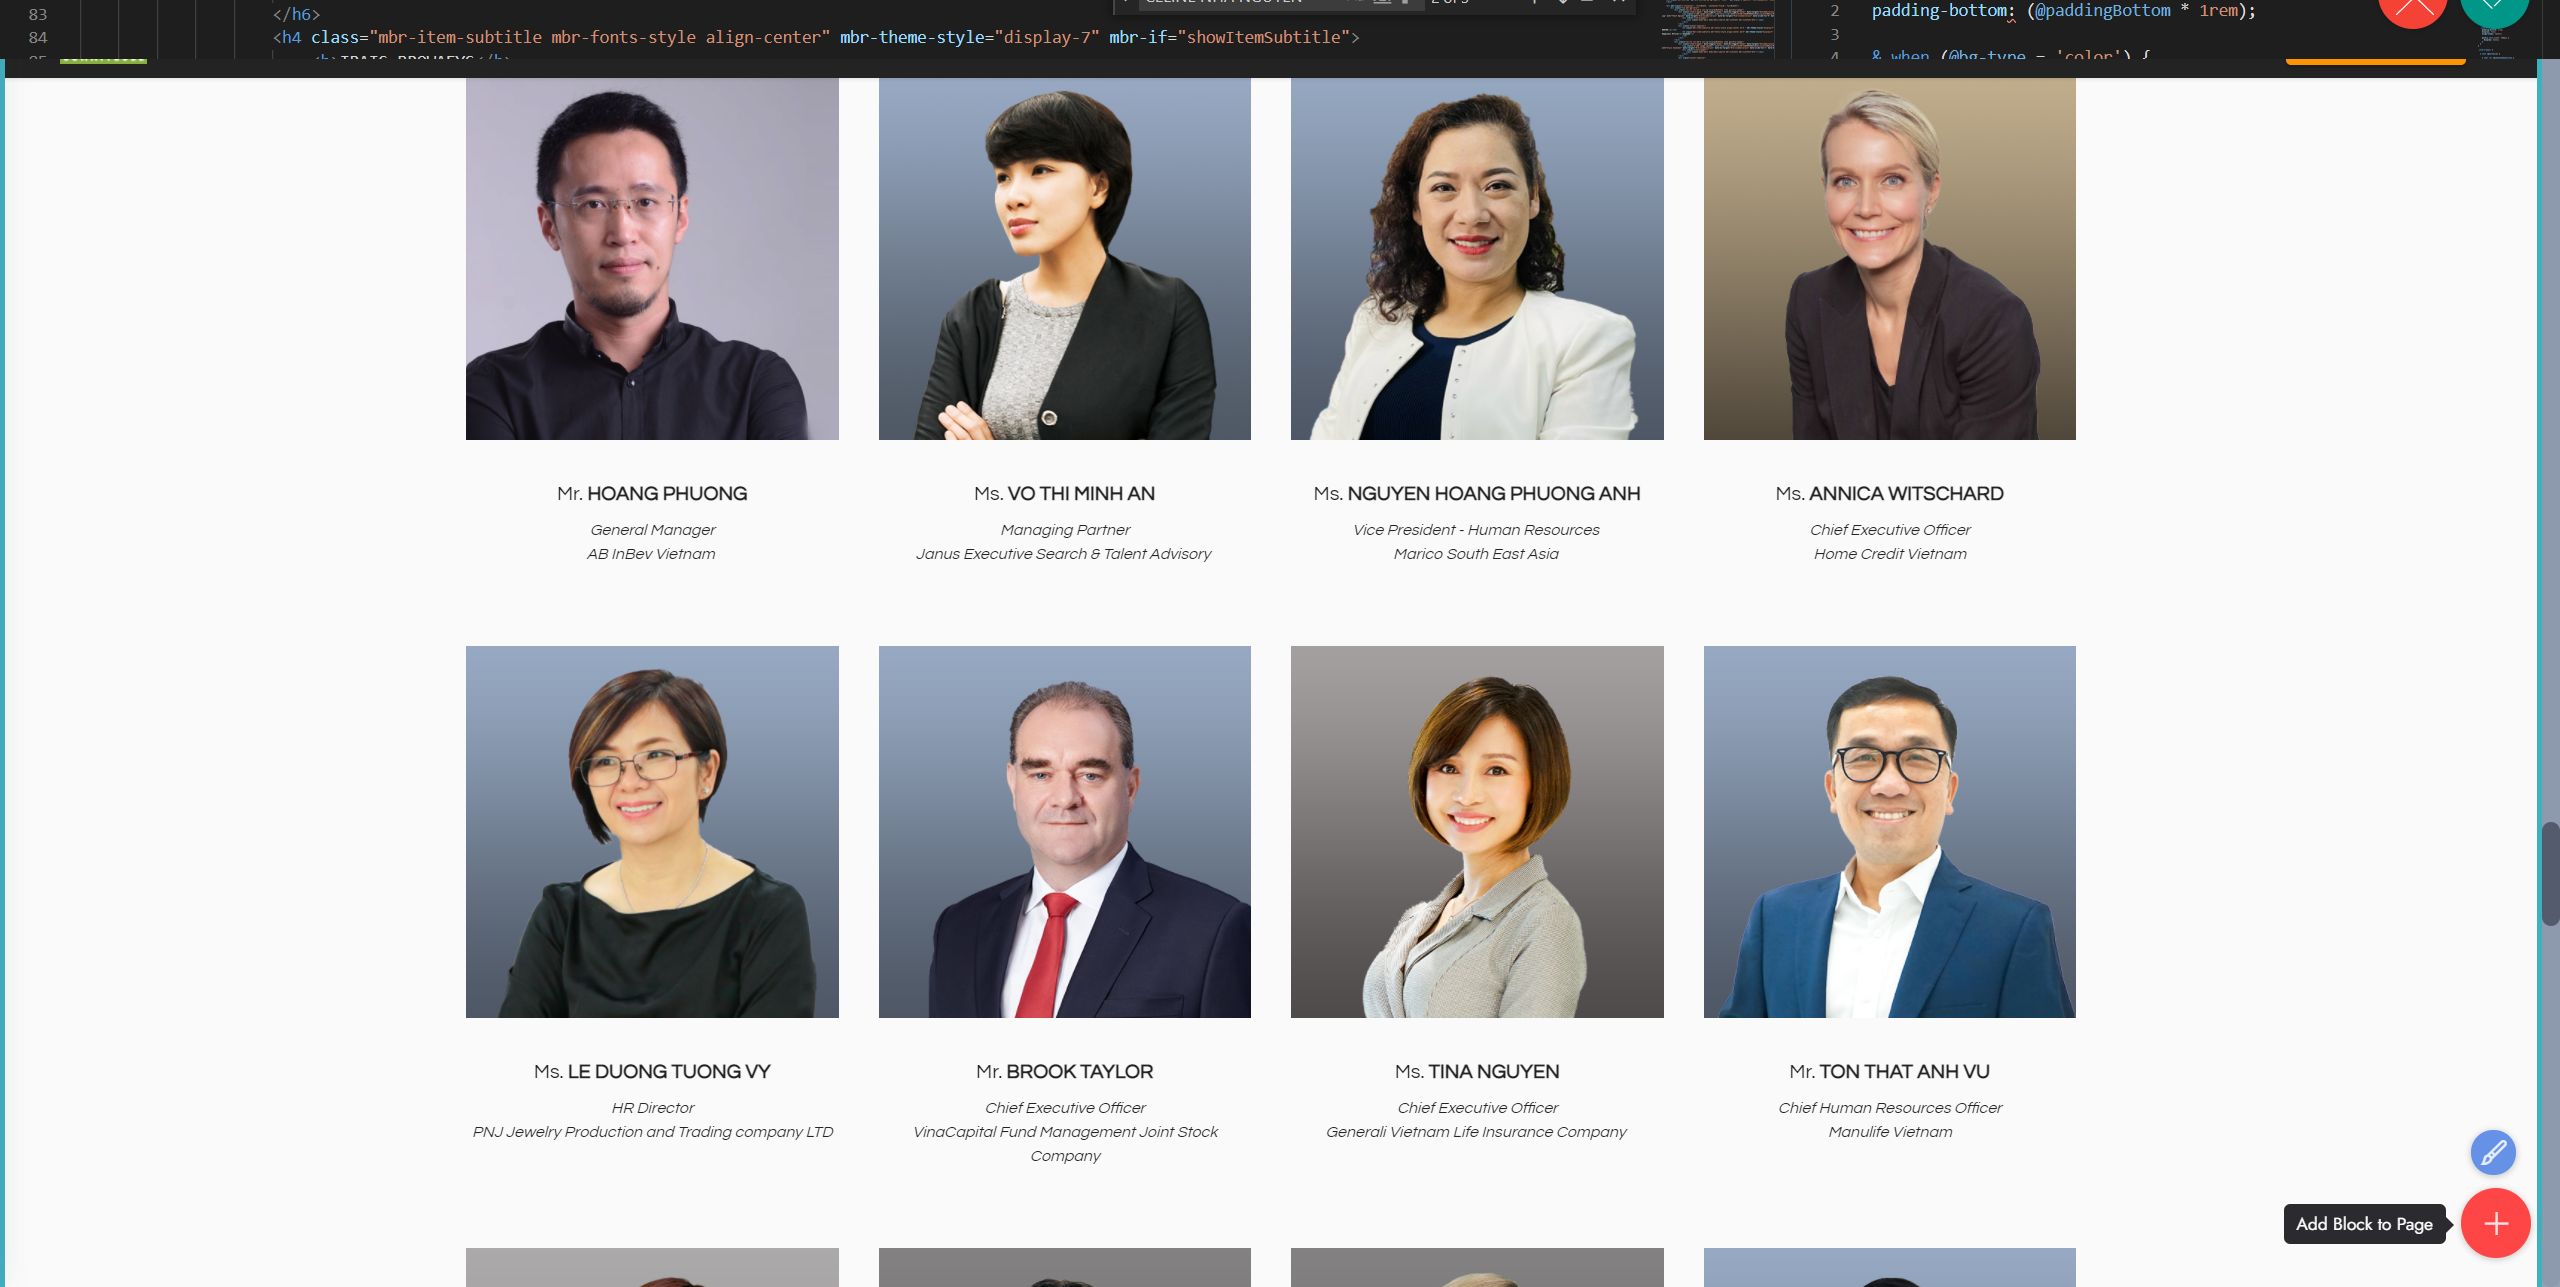 83
</h6>
84
<h4 class="mbr-item-subtitle mbr-fonts-style align-center" mbr-theme-style="display-7" mbr-if="showItemSubtitle">
2
padding-bottom: (@paddingBottom * 1rem);
3
& when (@bg-type = 'color') {
Mr. HOANG PHUONG
General Manager
AB InBev Vietnam
Ms. VO THI MINH AN
Managing Partner
Janus Executive Search & Talent Advisory
Ms. NGUYEN HOANG PHUONG ANH
Vice President - Human Resources
Marico South East Asia
Ms. ANNICA WITSCHARD
Chief Executive Officer
Home Credit Vietnam
Ms. LE DUONG TUONG VY
HR Director
PNJ Jewelry Production and Trading company LTD
Mr. BROOK TAYLOR
Chief Executive Officer
VinaCapital Fund Management Joint Stock
Company
Ms. TINA NGUYEN
Chief Executive Officer
Generali Vietnam Life Insurance Company
Mr. TON THAT ANH VU
Chief Human Resources Officer
Manulife Vietnam
Add Block to Page